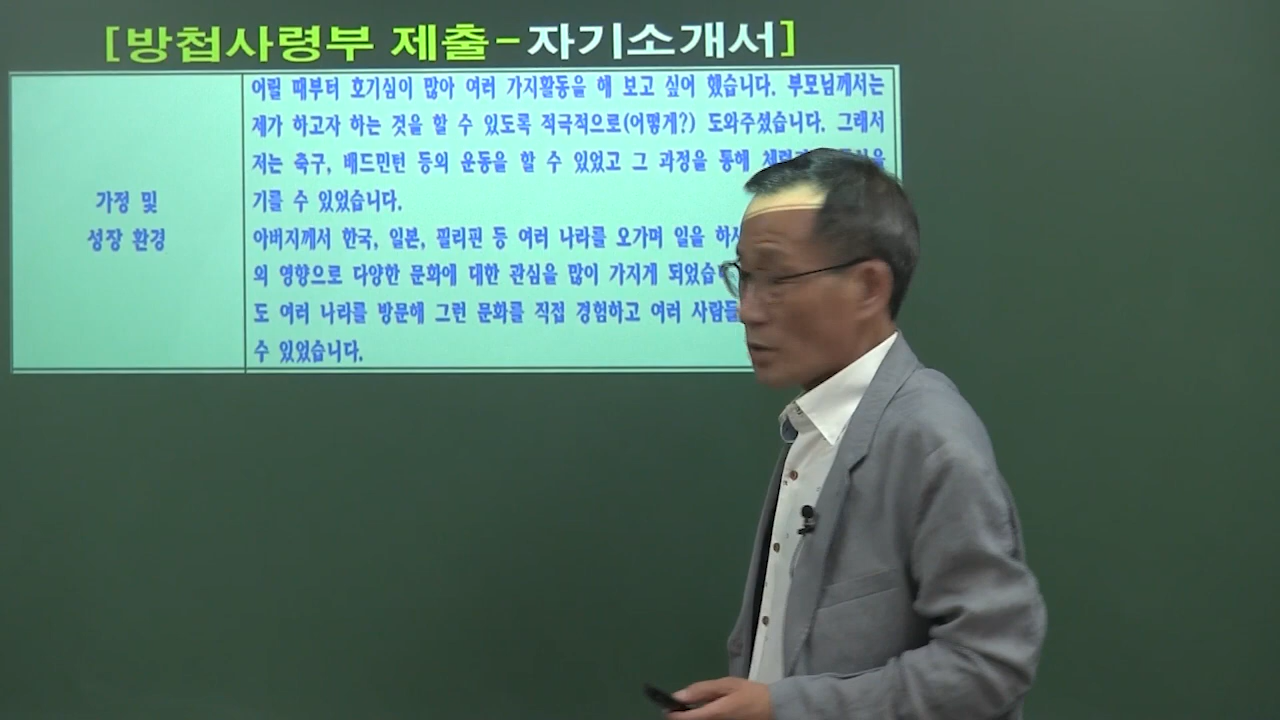 [방첩사령부 제출-자기소개서]
어릴 때부터 호기심이 많아 여러 가지활동을 해 보고 싶어 했습니다. 부모님께서는
제가 하고자 하는 것을 할 수 있도록 적극적으로(어떻게?) 도와주셨습니다. 그래서
저는 축구, 배드민턴 등의 운동을 할 수 있었고 그 과정을 통해
기를 수 있었습니다.
가정 및
성장 환경
아버지께서 한국, 일본, 필리핀 등 여러 나라를 오가며 일을
의 영향으로 다양한 문화에 대한 관심을 많이 가지게
도 여러 나라를 방문해 그런 문화를 직접 경험하고 여러
수 있었습니다.